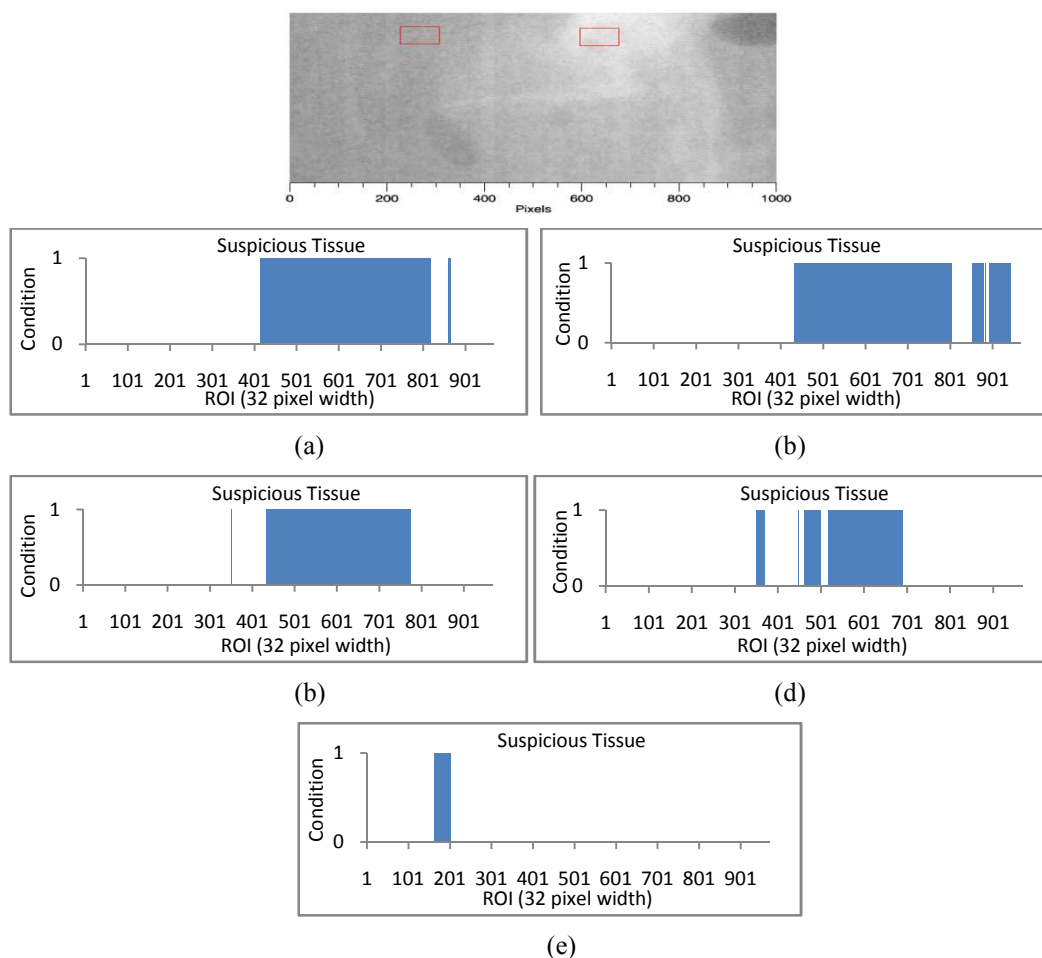 0 200 400 600 800 1000
Pixels
Suspicious Tissue
Condition
1
0
1 101 201 301 401 501 601 701 801 901
ROI (32 pixel width)
(a)
Suspicious Tissue
Condition
1
0
1 101 201 301 401 501 601 701 801 901
ROI (32 pixel width)
(b)
Suspicious Tissue
Condition
1
0
1 101 201 301 401 501 601 701 801 901
ROI (32 pixel width)
(b)
Suspicious Tissue
Condition
1
0
1 101 201 301 401 501 601 701 801 901
ROI (32 pixel width)
(d)
Suspicious Tissue
Condition
1
0
1 101 201 301 401 501 601 701 801 901
ROI (32 pixel width)
(e)